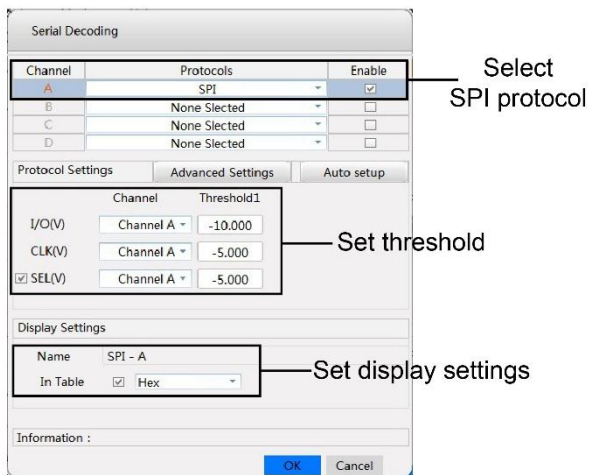 Serial Decoding
Channel Protocols Enable
A SPI
B None Slected
C None Slected
D None Slected
Select
SPI protocol
Protocol Settings Advanced Settings Auto setup
Channel Threshold1
I/O(V) Channel A -10.000
CLK(V) Channel A -5.000
SEL(V) Channel A -5.000
Set threshold
Display Settings
Name SPI - A
In Table Hex
Set display settings
Information :
OK Cancel